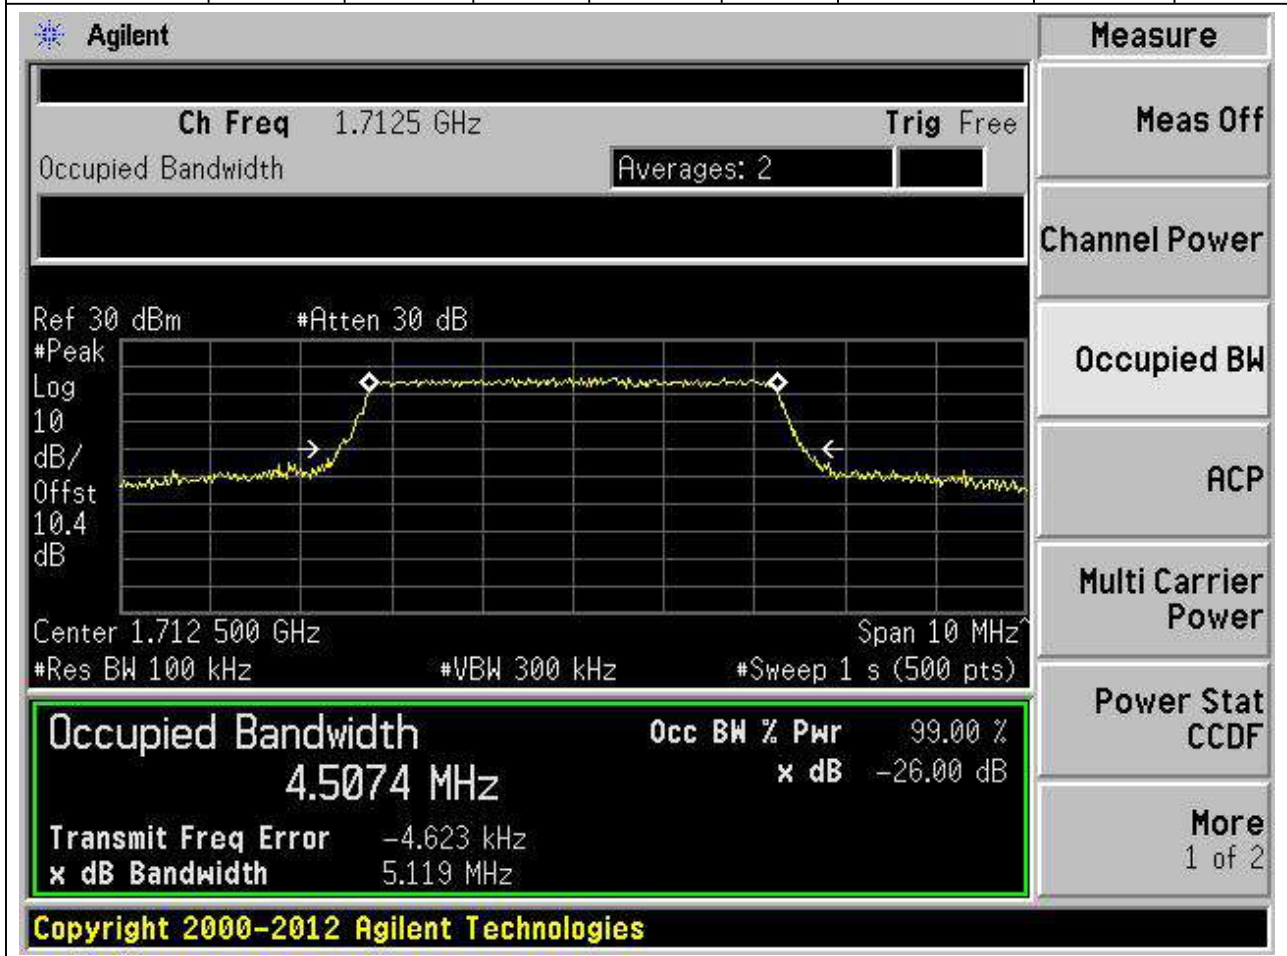 Agilent
Measure
Ch Freq 1.7125 GHz Trig Free
Occupied Bandwidth Averages: 2
Ref 30 dBm #Atten 30 dB
#Peak
Log
10
dB/
Offst
10.4
dB
Center 1.712 500 GHz Span 10 MHz^
#Res BW 100 kHz #VBW 300 kHz #Sweep 1 s (500 pts)
Occupied Bandwidth Occ BW % Pwr 99.00 %
4.5074 MHz x dB -26.00 dB
Transmit Freq Error -4.623 kHz
x dB Bandwidth 5.119 MHz
Meas Off
Channel Power
Occupied BW
ACP
Multi Carrier
Power
Power Stat
CCDF
More
1 of 2
Copyright 2000-2012 Agilent Technologies